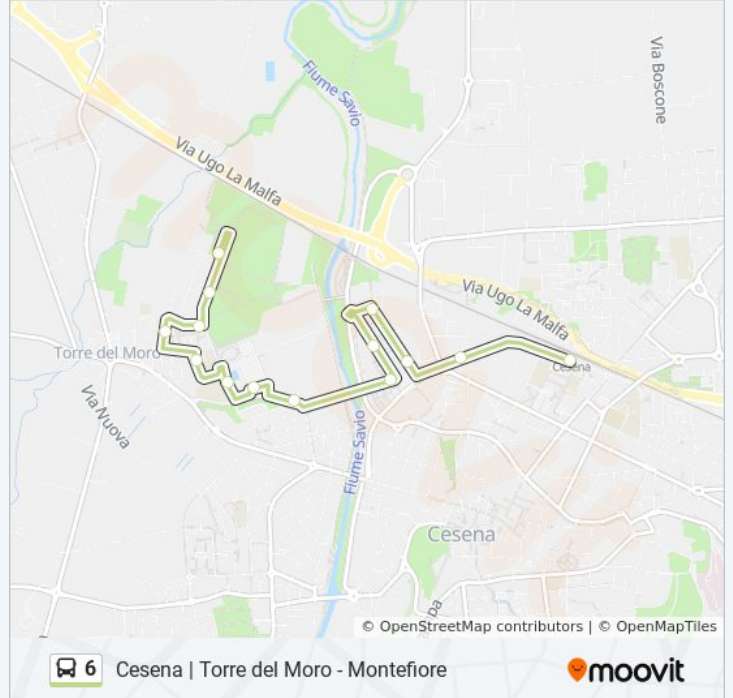 Via Boscone
Fiume Savio
Via Ugo La Malfa
Via Ugo La Malfa
Torre del Moro
Cesena
Via Nuova
Fiume Savio
Cesena
© OpenStreetMap contributors | © OpenMapTiles
6 Cesena | Torre del Moro - Montefiore
moovit